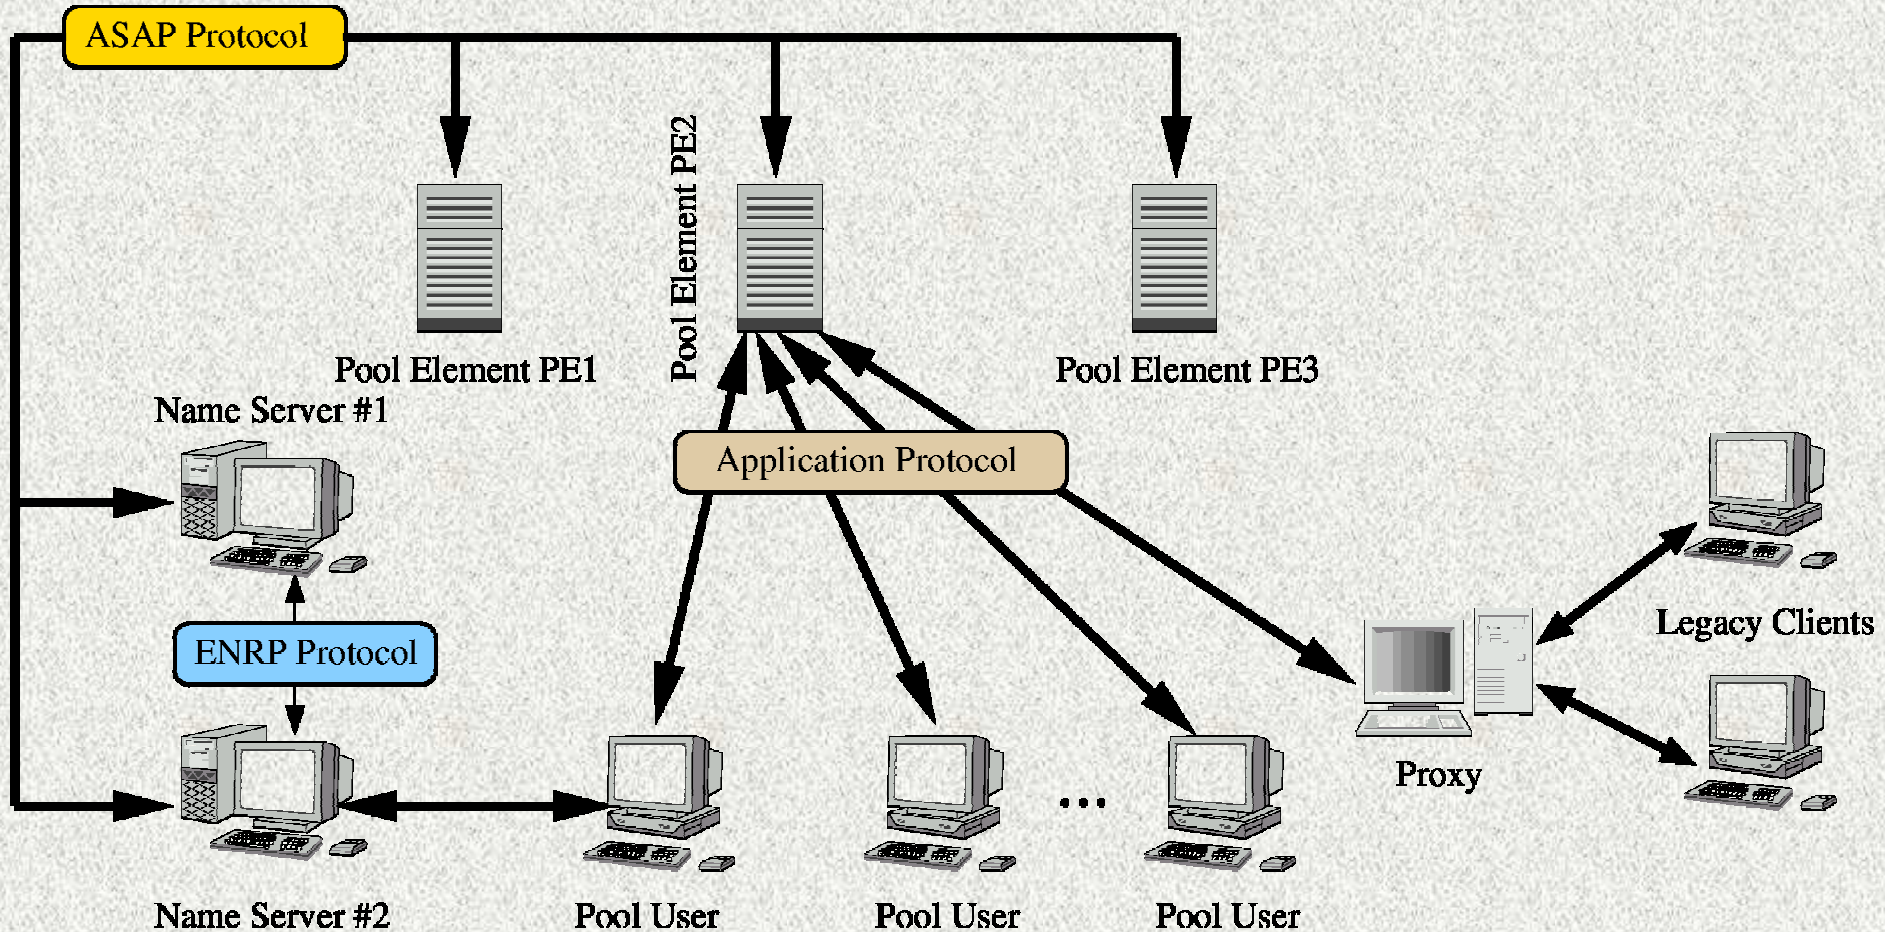 ASAP Protocol
Pool Element PE2
Pool Element PE1
Pool Element PE3
Name Server #1
Application Protocol
Legacy Clients
ENRP Protocol
Proxy
...
Name Server #2
Pool User
Pool User
Pool User